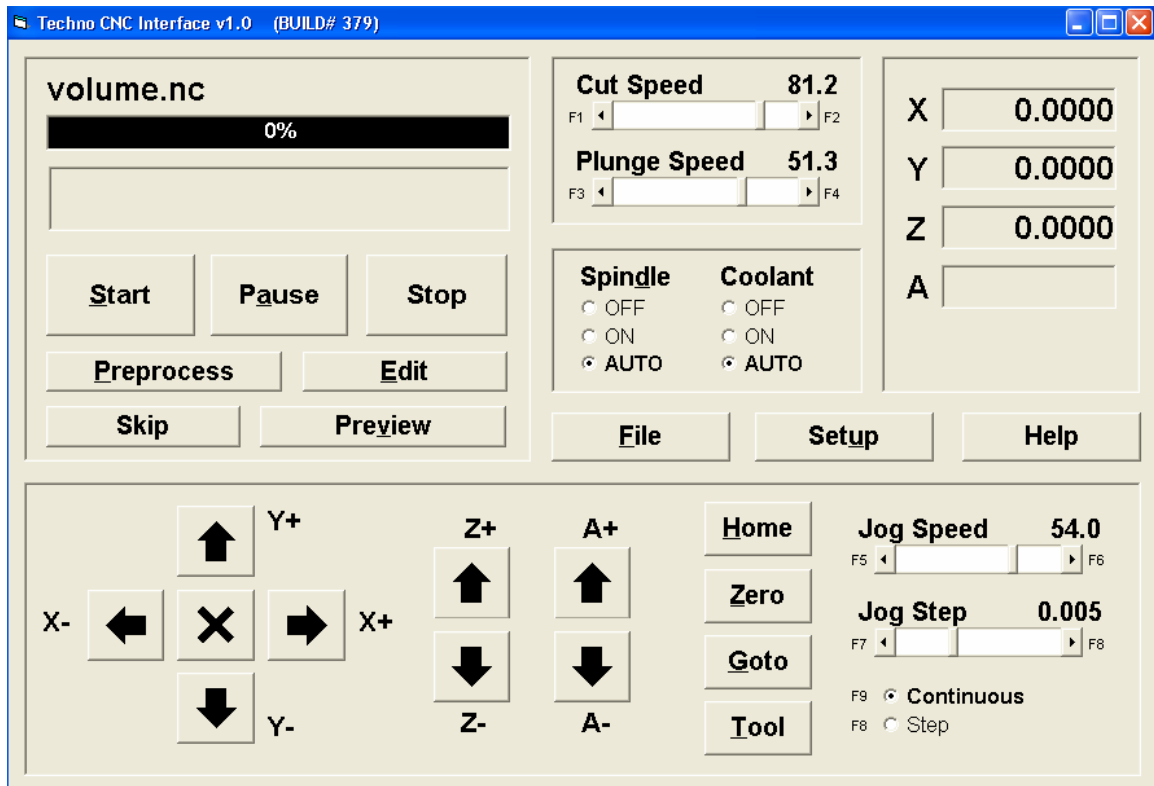 Techno CNC Interface v1.0 (BUILD# 379)
volume.nc
0%
Start Pause Stop
Preprocess Edit
Skip Preview
Cut Speed 81.2
F1 F2
Plunge Speed 51.3
F3 F4
Spindle Coolant
OFF OFF
ON ON
AUTO AUTO
X 0.0000
Y 0.0000
Z 0.0000
A
File Setup Help
Y+
X- X+
Y-
Z+ A+
Z- A-
Home
Zero
Goto
Tool
Jog Speed 54.0
F5 F6
Jog Step 0.005
F7 F8
F9 Continuous
F8 Step